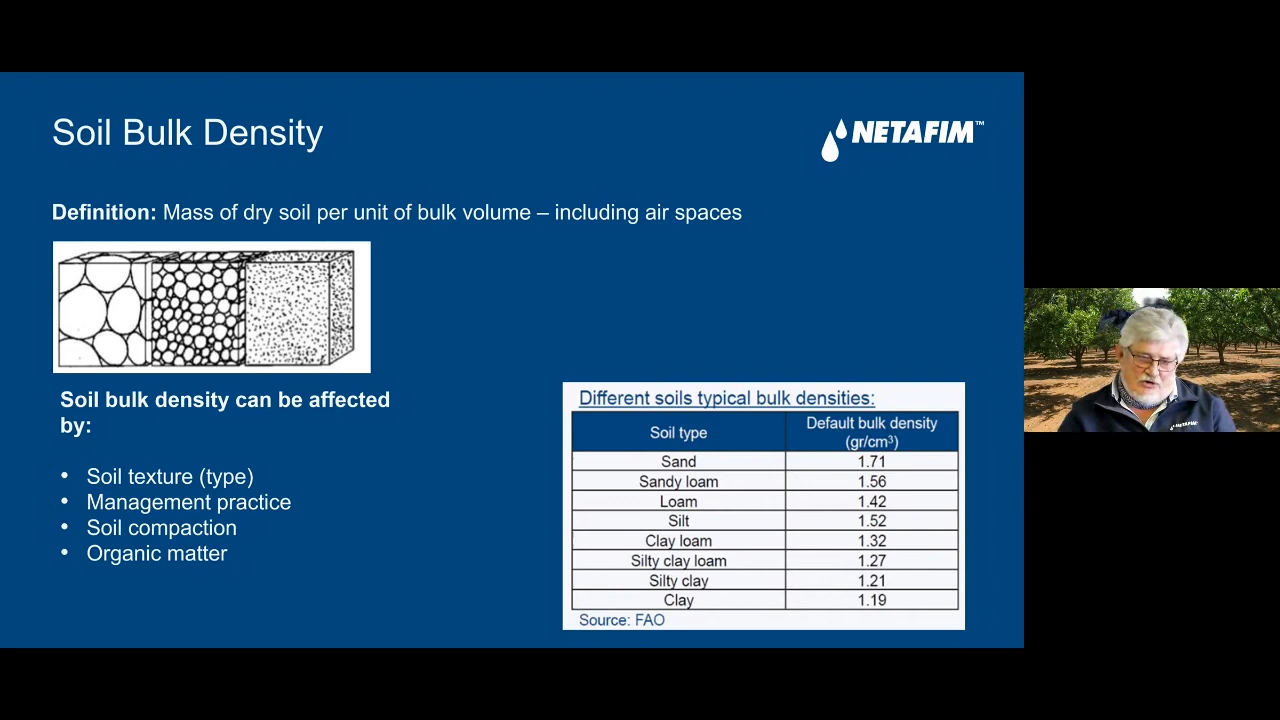 Soil Bulk Density
NETAFIM™
Definition: Mass of dry soil per unit of bulk volume – including air spaces
Soil bulk density can be affected
by:
• Soil texture (type)
• Management practice
• Soil compaction
• Organic matter
Different soils typical bulk densities:
Soil type Default bulk density
(gr/cm³)
Sand 1.71
Sandy loam 1.56
Loam 1.42
Silt 1.52
Clay loam 1.32
Silty clay loam 1.27
Silty clay 1.21
Clay 1.19
Source: FAO
NETAFIM